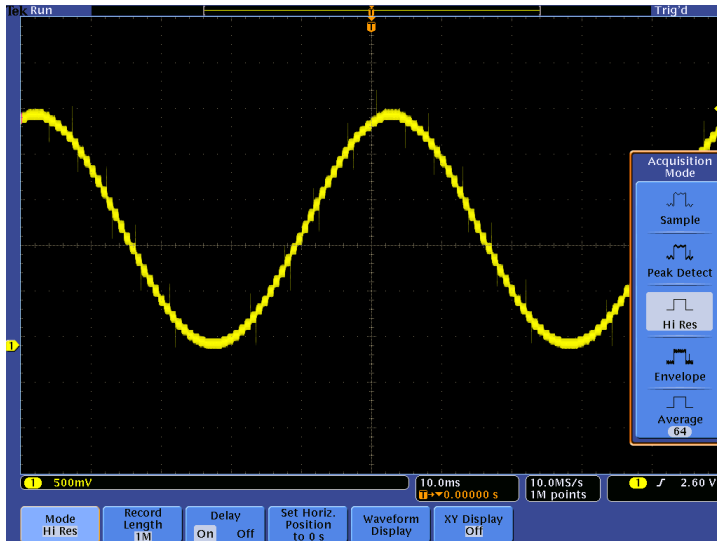 Tek Run
Trig'd
T
T
Acquisition
Mode
Sample
Peak Detect
Hi Res
Envelope
Average
64
1
1 500mV
10.0ms
T→▼0.00000 s
10.0MS/s
1M points
1 2.60 V
Mode
Hi Res
Record
Length
1M
Delay
On Off
Set Horiz.
Position
to 0 s
Waveform
Display
XY Display
Off